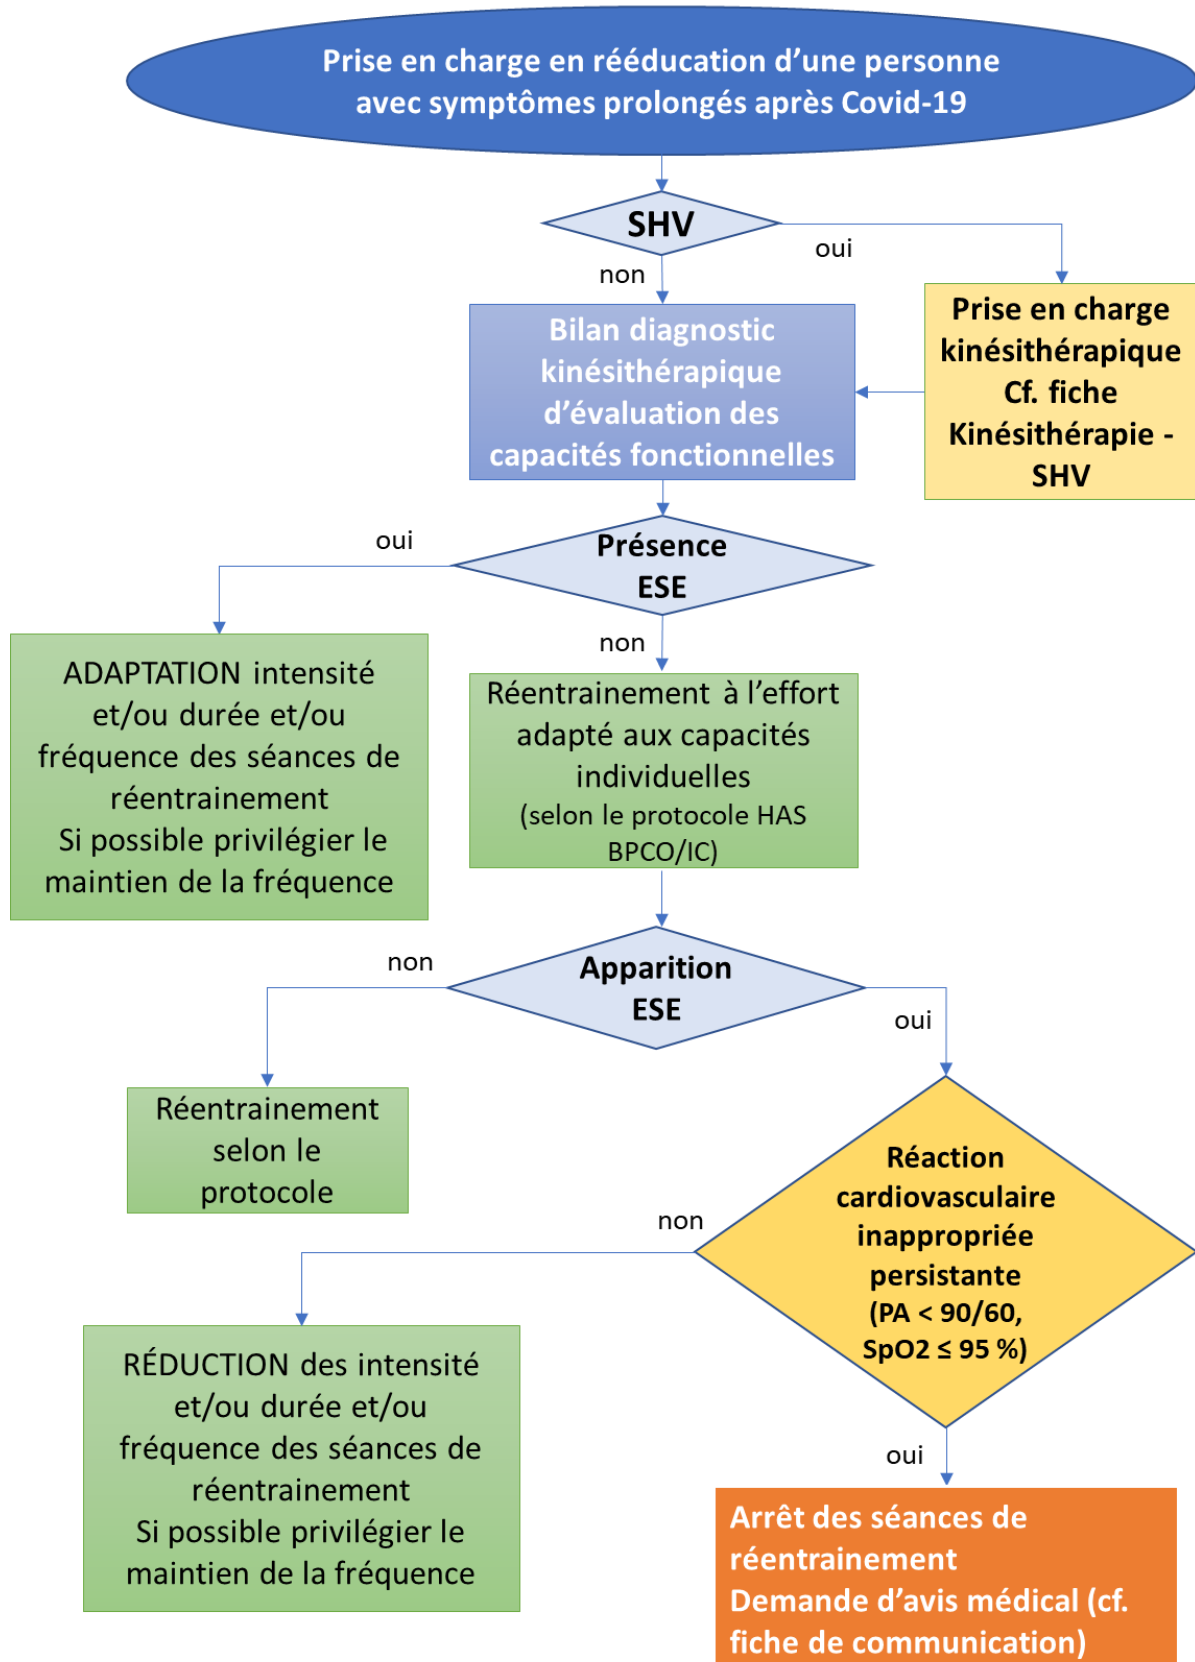 Prise en charge en rééducation d’une personne
avec symptômes prolongés après Covid-19
SHV
oui
non
Bilan diagnostic
kinésithérapique
d’évaluation des
capacités fonctionnelles
Prise en charge
kinésithérapique
Cf. fiche
Kinésithérapie -
SHV
Présence
ESE
oui
non
ADAPTATION intensité
et/ou durée et/ou
fréquence des séances de
réentrainement
Si possible privilégier le
maintien de la fréquence
Réentrainement à l’effort
adapté aux capacités
individuelles
(selon le protocole HAS
BPCO/IC)
Apparition
ESE
non
oui
Réentrainement
selon le
protocole
Réaction
cardiovasculaire
inappropriée
persistante
(PA < 90/60,
SpO2 ≤ 95 %)
non
oui
RÉDUCTION des intensité
et/ou durée et/ou
fréquence des séances de
réentrainement
Si possible privilégier le
maintien de la fréquence
Arrêt des séances de
réentrainement
Demande d’avis médical (cf.
fiche de communication)